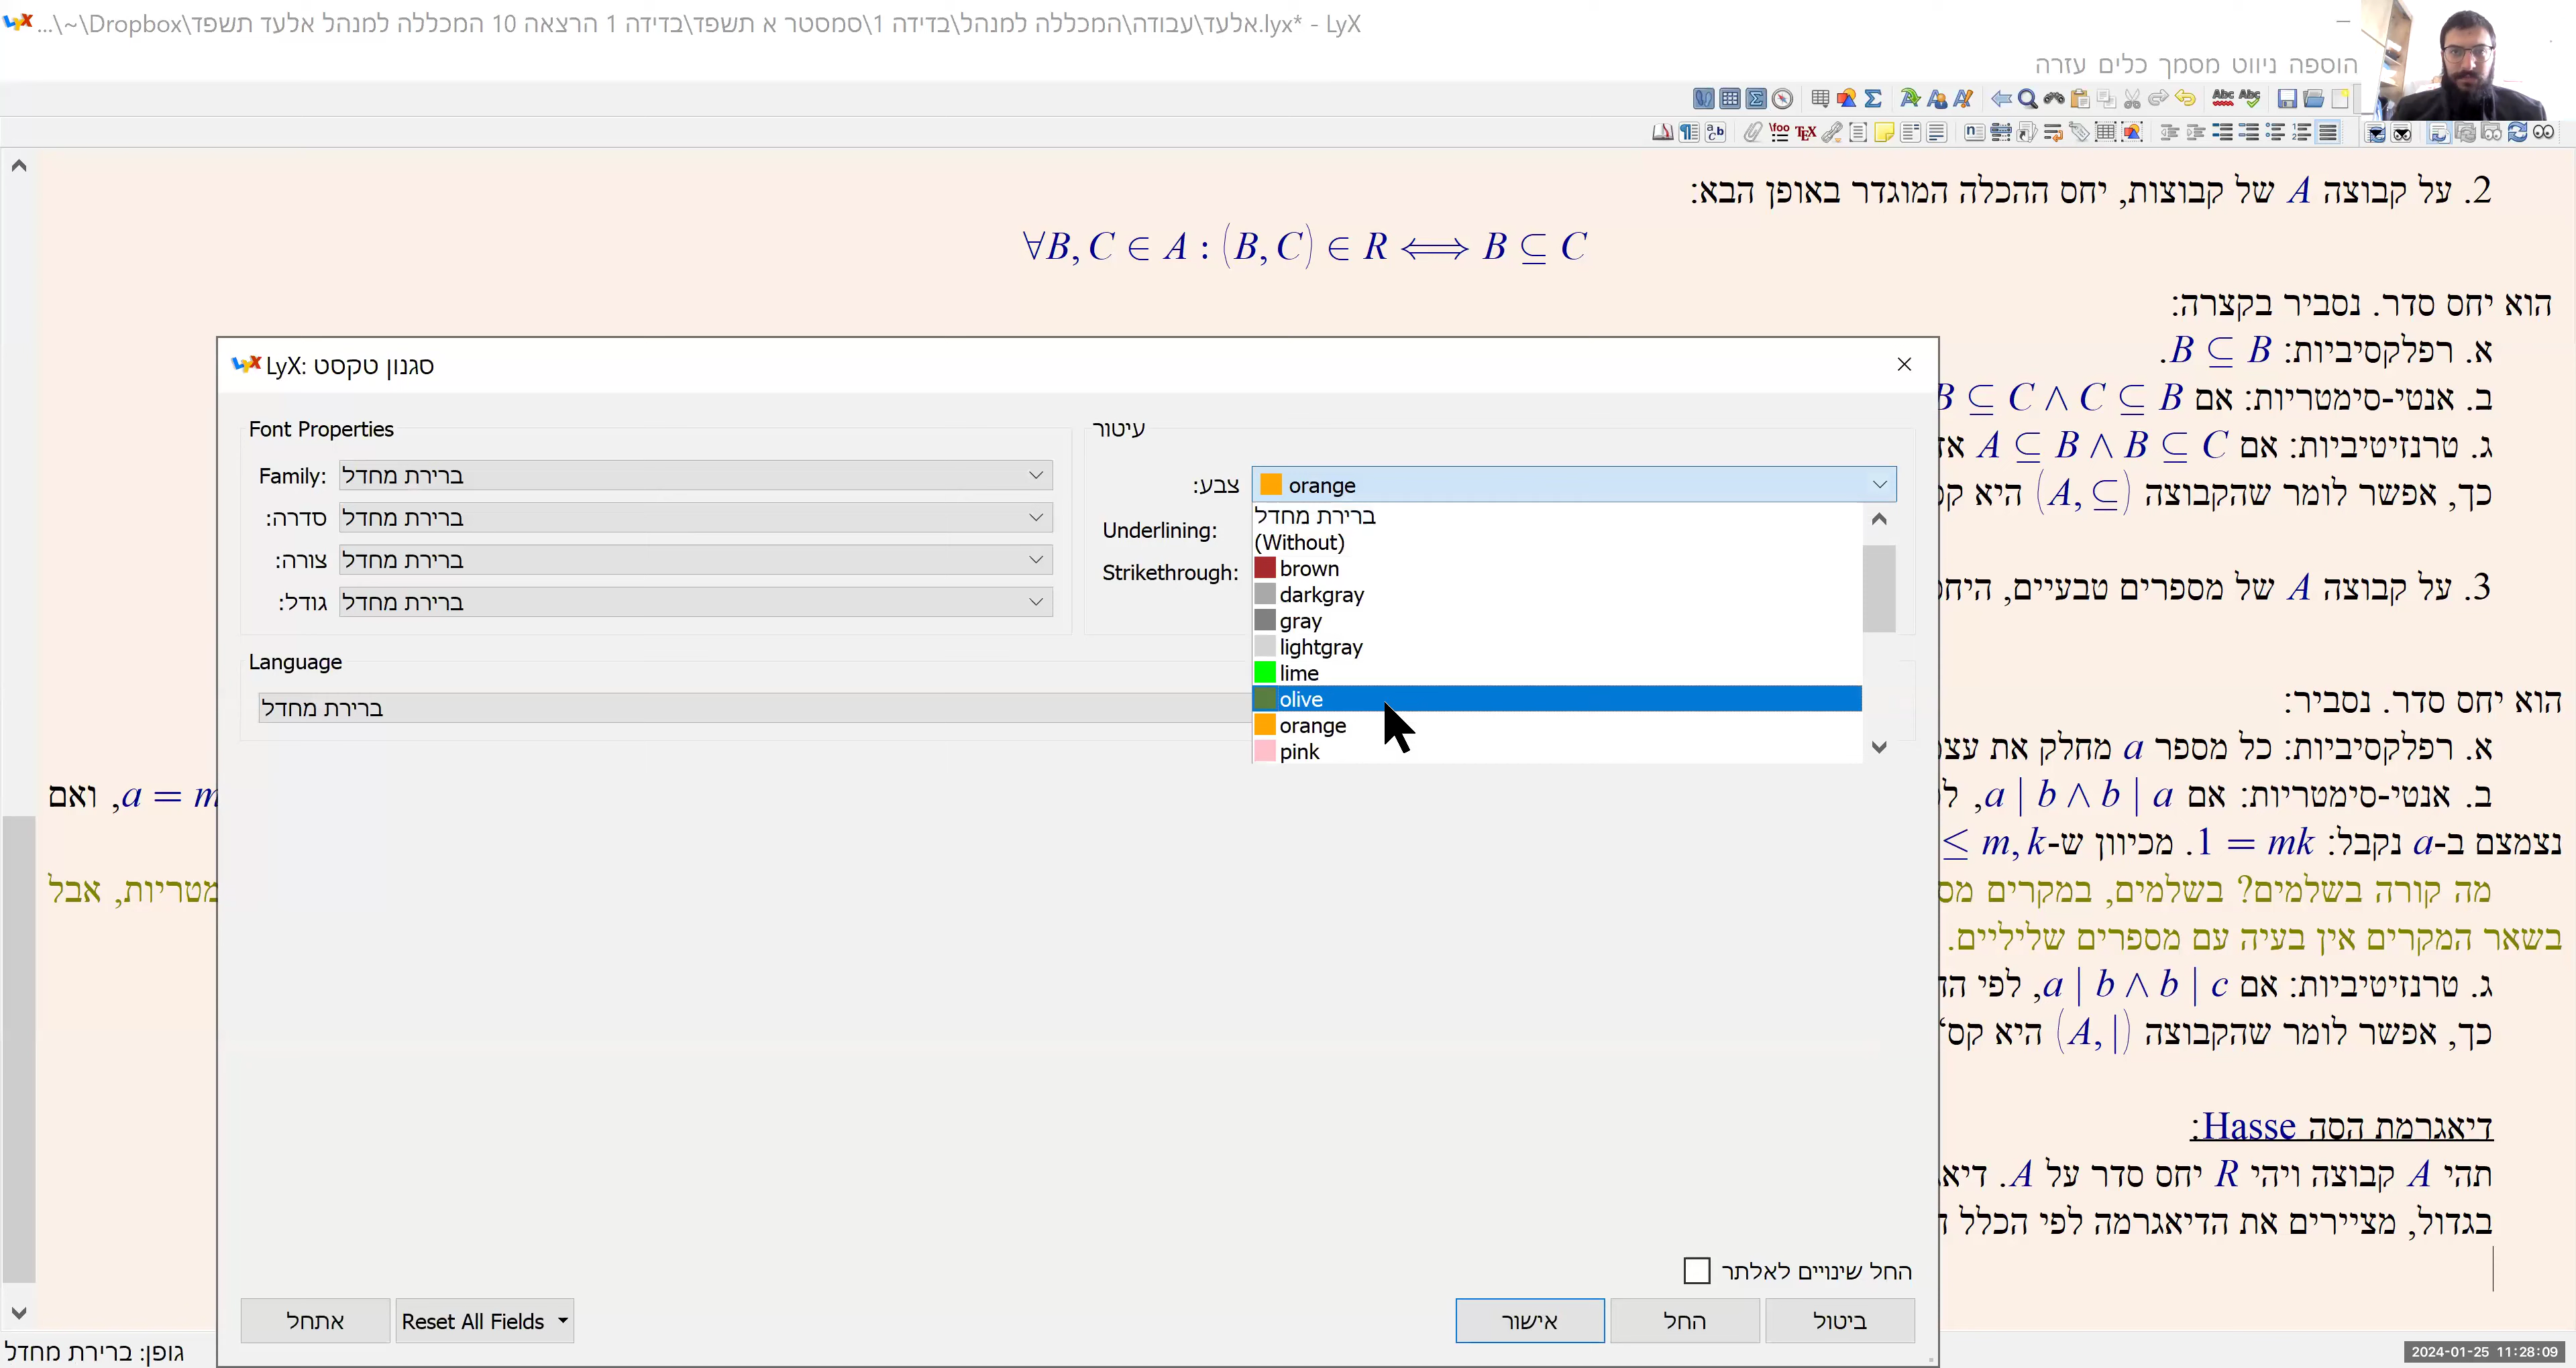 ...\~\Dropbox\אלעד\עבודה\המכללה למנהל\בדידה 1\סמסטר א תשפד\בדידה 1 הרצאה 10 המכללה למנהל אלעד תשפד.lyx* - LyX
הוספה ניווט מסמך כלים עזרה
2. על קבוצה A של קבוצות, יחס ההכלה המוגדר באופן הבא:
∀B, C ∈ A : (B, C) ∈ R ⟺ B ⊆ C
הוא יחס סדר. נסביר בקצרה:
א. רפלקסיביות: B ⊆ B.
ב. אנטי-סימטריות: אם B ⊆ C ∧ C ⊆ B
ג. טרנזיטיביות: אם A ⊆ B ∧ B ⊆ C
כך, אפשר לומר שהקבוצה (A, ⊆) היא
3. על קבוצה A של מספרים טבעיים,
הוא יחס סדר. נסביר:
א. רפלקסיביות: כל מספר a מחלק את
ב. אנטי-סימטריות: אם a | b ∧ b | a,
ואם
נצמצם ב-a נקבל: 1 = mk. מכיוון ש- ≤ m, k
מה קורה בשלמים? בשלמים, במקרים
אבל
בשאר המקרים אין בעיה עם מספרים שליליים.
ג. טרנזיטיביות: אם a | b ∧ b | c, לפי
כך, אפשר לומר שהקבוצה (A, |) היא
דיאגרמת הסה Hasse:
תהי A קבוצה ויהי R יחס סדר על A.
בגדול, מציירים את הדיאגרמה לפי הכלל
LyX: סגנון טקסט
Font Properties
Family: ברירת מחדל
סדרה: ברירת מחדל
צורה: ברירת מחדל
גודל: ברירת מחדל
Language
ברירת מחדל
עיטור
צבע: orange
Underlining:
Strikethrough:
ברירת מחדל
(Without)
brown
darkgray
gray
lightgray
lime
olive
orange
pink
החל שינויים לאלתר
אתחל
Reset All Fields
אישור
החל
ביטול
גופן: ברירת מחדל
2024-01-25 11:28:09